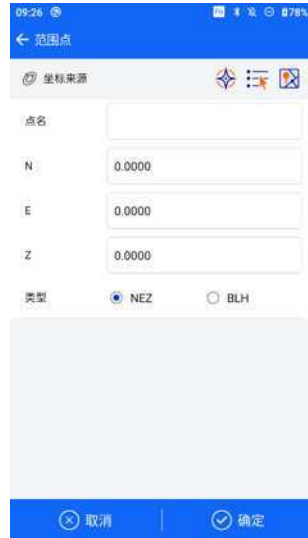 09:26 78%
← 范围点
坐标来源
点名
N 0.0000
E 0.0000
Z 0.0000
类型 NEZ BLH
取消 确定